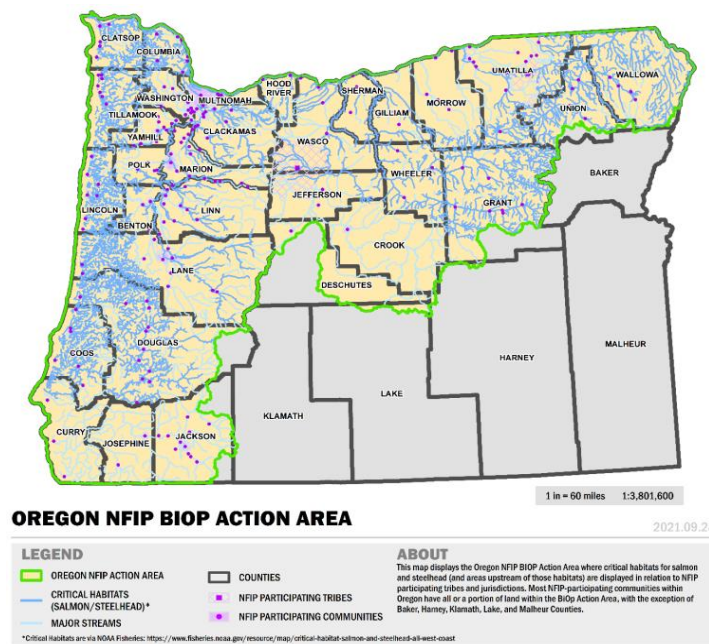 CLATSOP
COLUMBIA
HOOD
RIVER
SHERMAN
UMATILLA
WALLOWA
WASHINGTON
MULTNOMAH
MORROW
GILLIAM
UNION
TILLAMOOK
CLACKAMAS
YAMHILL
WASCO
POLK
MARION
WHEELER
BAKER
JEFFERSON
GRANT
LINCOLN
LINN
BENTON
CROOK
LANE
DESCHUTES
DOUGLAS
COOS
HARNEY
MALHEUR
LAKE
KLAMATH
CURRY
JOSEPHINE
JACKSON
1 in = 60 miles 1:3,801,600
OREGON NFIP BIOP ACTION AREA
2021.09.2
LEGEND
OREGON NFIP ACTION AREA
CRITICAL HABITATS
(SALMON/STEELHEAD)*
MAJOR STREAMS
COUNTIES
NFIP PARTICIPATING TRIBES
NFIP PARTICIPATING COMMUNITIES
ABOUT
This map displays the Oregon NFIP BIOP Action Area where critical habitats for salmon
and steelhead (and areas upstream of those habitats) are displayed in relation to NFIP
participating tribes and jurisdictions. Most NFIP-participating communities within
Oregon have all or a portion of land within the BiOp Action Area, with the exception of
Baker, Harney, Klamath, Lake, and Malheur Counties.
*Critical Habitats are via NOAA Fisheries: https://www.fisheries.noaa.gov/resource/map/critical-habitat-salmon-and-steelhead-all-west-coast